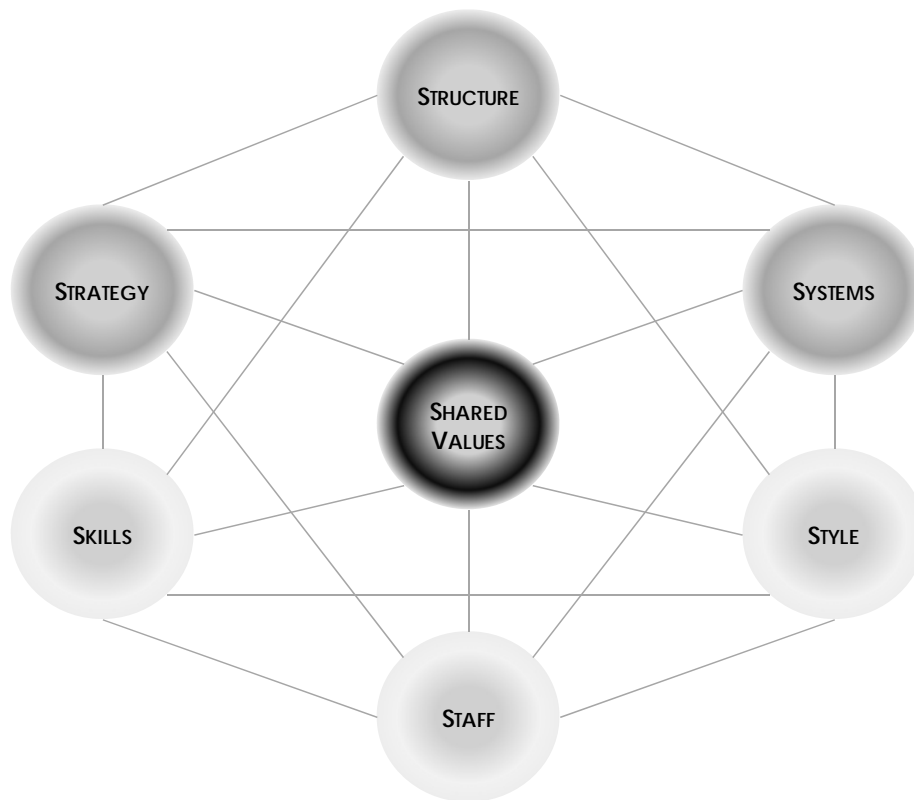 STRUCTURE
STRATEGY
SYSTEMS
SHARED
VALUES
SKILLS
STYLE
STAFF